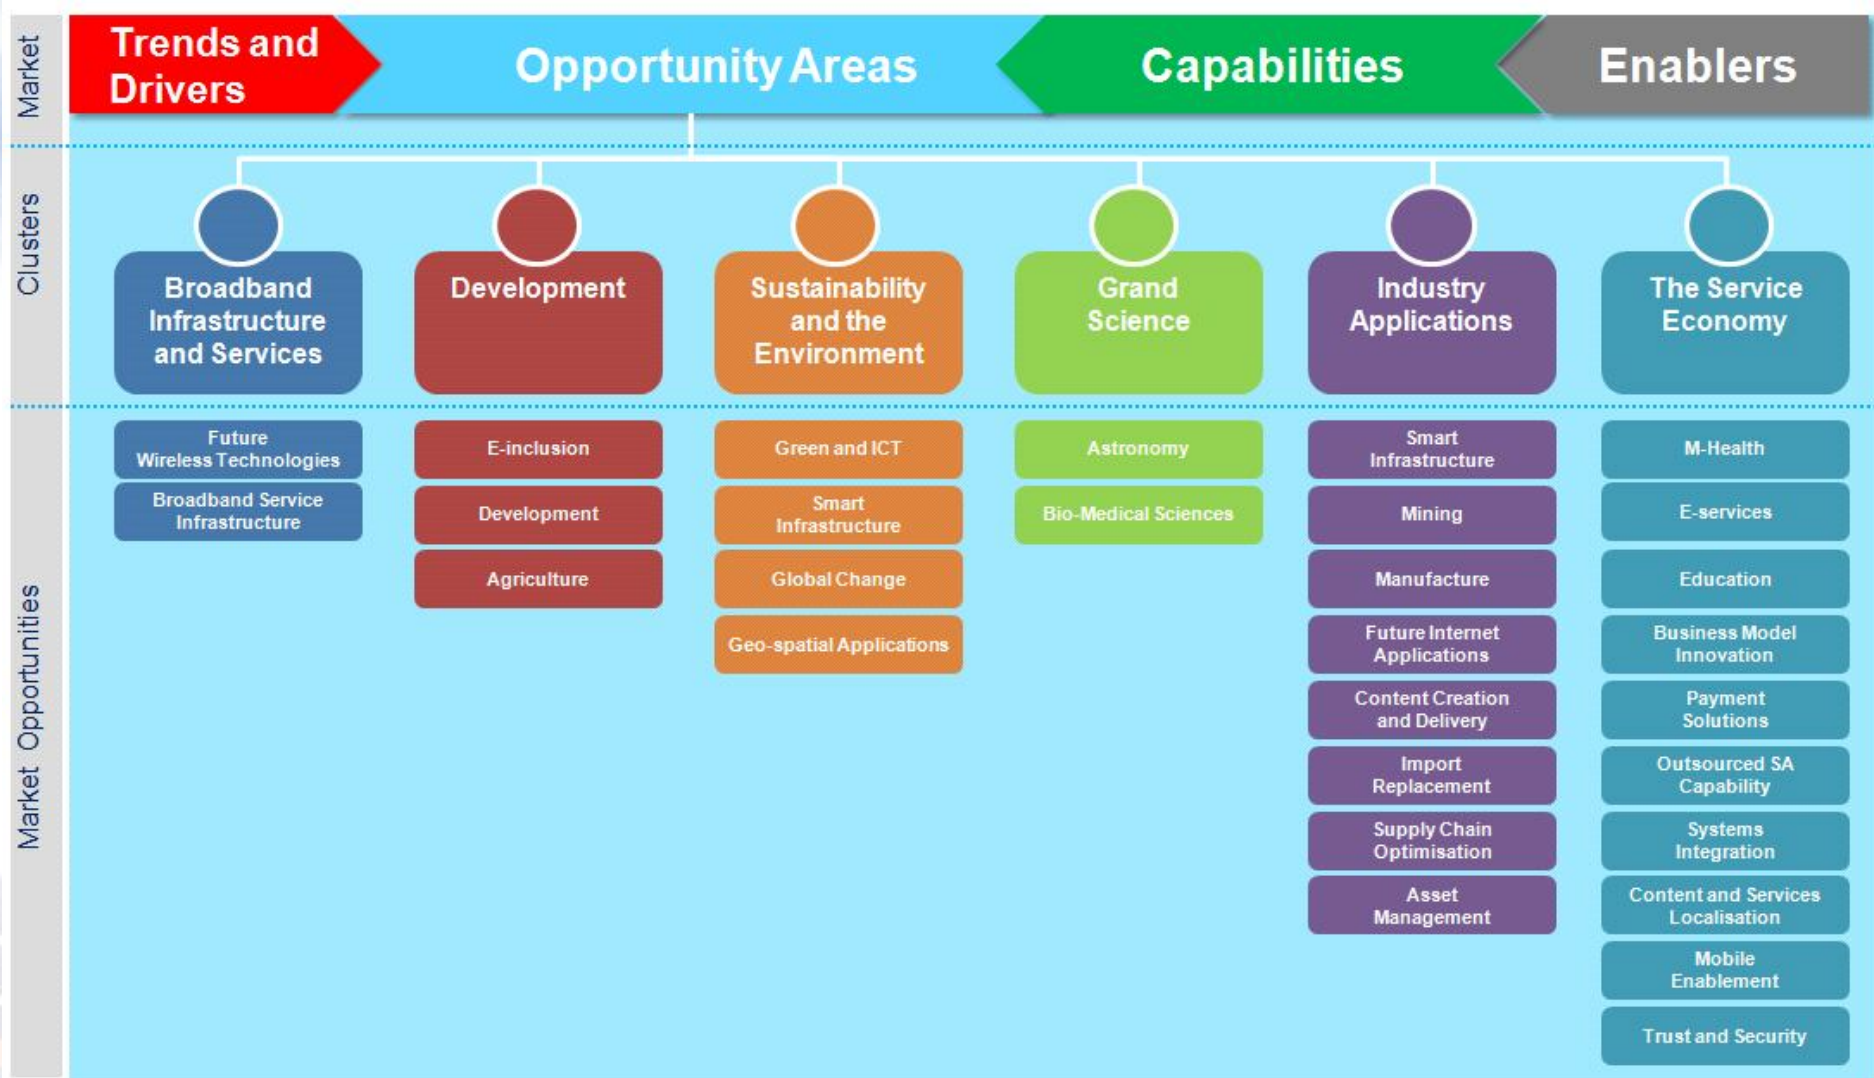 Market
Trends and
Drivers
Opportunity Areas
Capabilities
Enablers
Clusters
Broadband
Infrastructure
and Services
Development
Sustainability
and the
Environment
Grand
Science
Industry
Applications
The Service
Economy
Market Opportunities
Future
Wireless Technologies
Broadband Service
Infrastructure
E-inclusion
Development
Agriculture
Green and ICT
Smart
Infrastructure
Global Change
Geo-spatial Applications
Astronomy
Bio-Medical Sciences
Smart
Infrastructure
Mining
Manufacture
Future Internet
Applications
Content Creation
and Delivery
Import
Replacement
Supply Chain
Optimisation
Asset
Management
M-Health
E-services
Education
Business Model
Innovation
Payment
Solutions
Outsourced SA
Capability
Systems
Integration
Content and Services
Localisation
Mobile
Enablement
Trust and Security